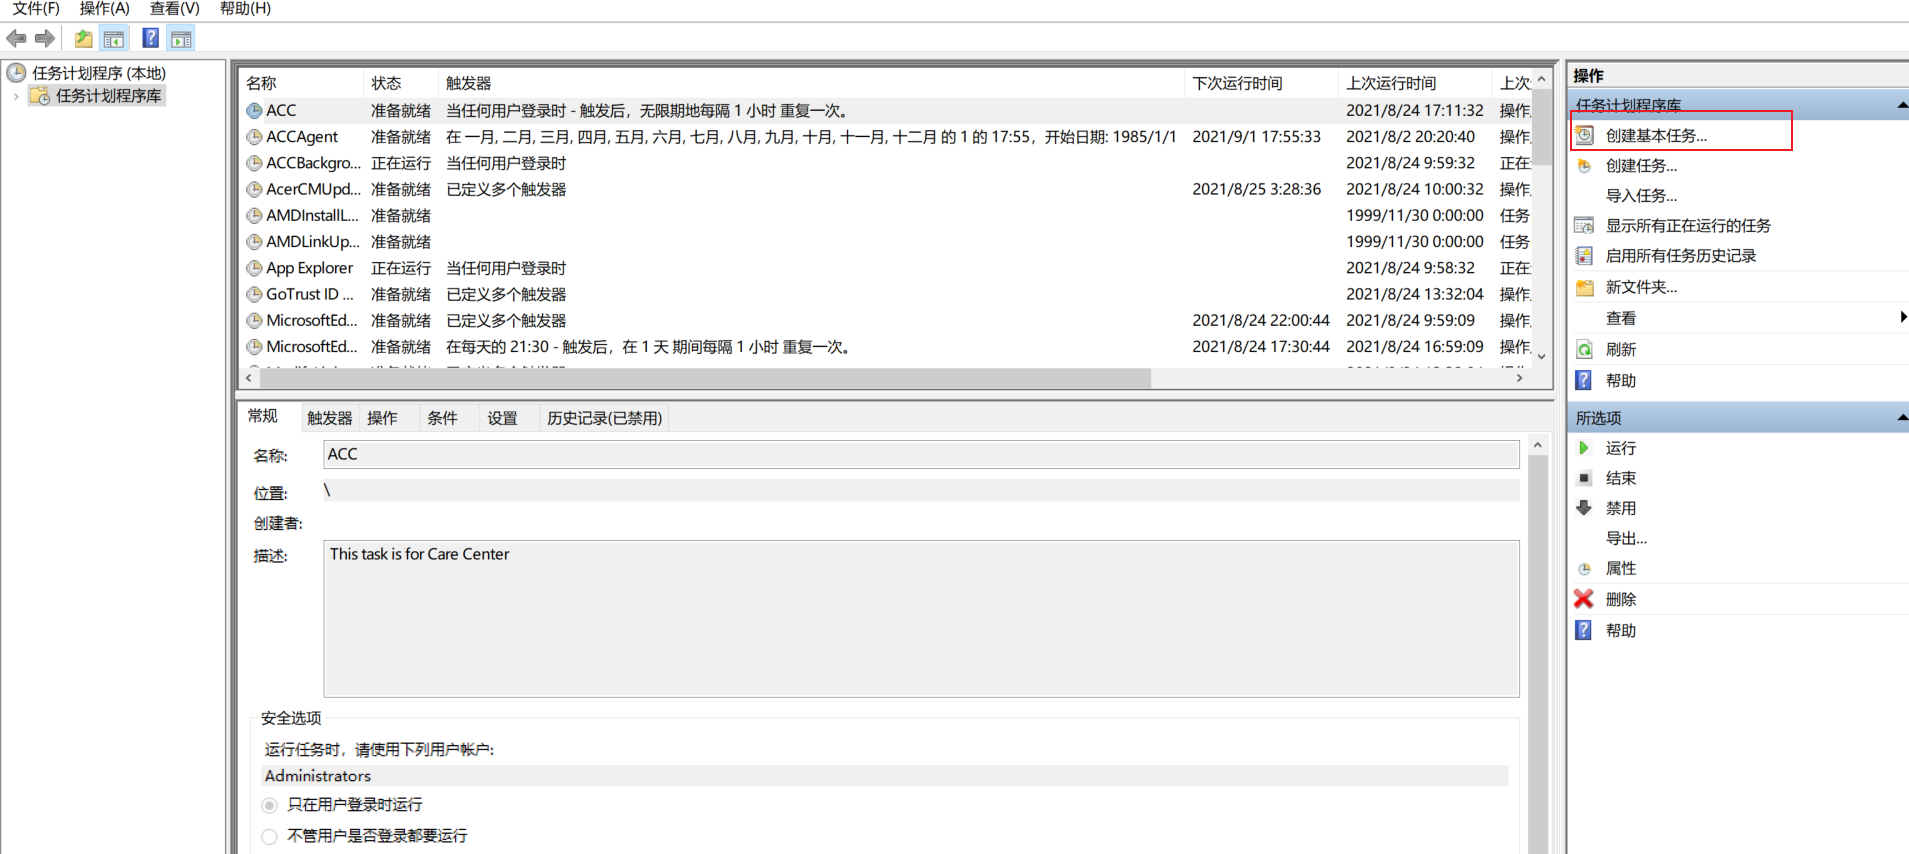 文件(F) 操作(A) 查看(V) 帮助(H)
任务计划程序 (本地)
任务计划程序库
名称 状态 触发器 下次运行时间 上次运行时间 上次
ACC 准备就绪 当任何用户登录时 - 触发后，无限期地每隔 1 小时 重复一次。 2021/8/24 17:11:32 操作
ACCAgent 准备就绪 在 一月, 二月, 三月, 四月, 五月, 六月, 七月, 八月, 九月, 十月, 十一月, 十二月 的 1 的 17:55，开始日期: 1985/1/1 2021/9/1 17:55:33 2021/8/2 20:20:40 操作
ACCBackgro... 正在运行 当任何用户登录时 2021/8/24 9:59:32 正在
AcerCMUpd... 准备就绪 已定义多个触发器 2021/8/25 3:28:36 2021/8/24 10:00:32 操作
AMDInstallL... 准备就绪 1999/11/30 0:00:00 任务
AMDLinkUp... 准备就绪 1999/11/30 0:00:00 任务
App Explorer 正在运行 当任何用户登录时 2021/8/24 9:58:32 正在
GoTrust ID ... 准备就绪 已定义多个触发器 2021/8/24 13:32:04 操作
MicrosoftEd... 准备就绪 已定义多个触发器 2021/8/24 22:00:44 2021/8/24 9:59:09 操作
MicrosoftEd... 准备就绪 在每天的 21:30 - 触发后，在 1 天 期间每隔 1 小时 重复一次。 2021/8/24 17:30:44 2021/8/24 16:59:09 操作
常规 触发器 操作 条件 设置 历史记录(已禁用)
名称: ACC
位置: \
创建者:
描述: This task is for Care Center
安全选项
运行任务时，请使用下列用户帐户:
Administrators
只在用户登录时运行
不管用户是否登录都要运行
操作
任务计划程序库
创建基本任务...
创建任务...
导入任务...
显示所有正在运行的任务
启用所有任务历史记录
新文件夹...
查看
刷新
帮助
所选项
运行
结束
禁用
导出...
属性
删除
帮助